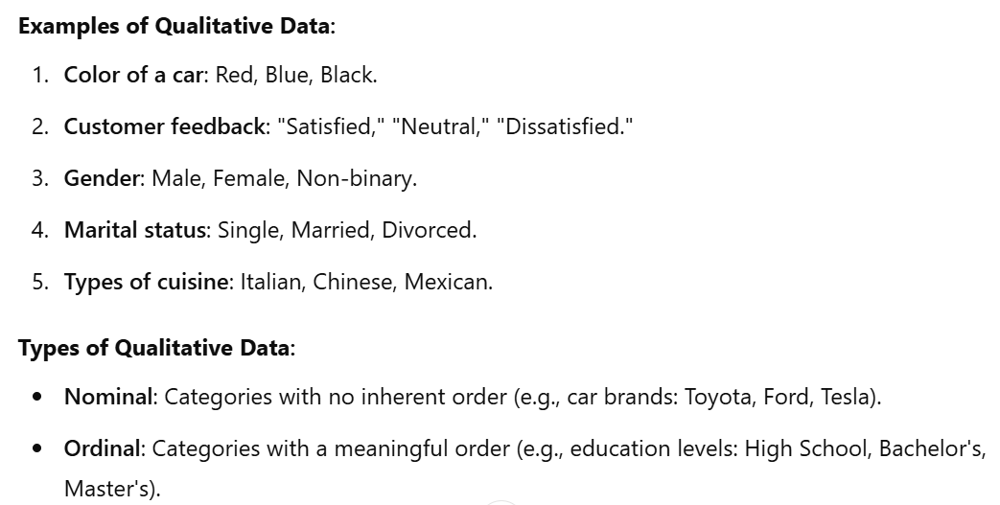 Examples of Qualitative Data:
1. Color of a car: Red, Blue, Black.
2. Customer feedback: "Satisfied," "Neutral," "Dissatisfied."
3. Gender: Male, Female, Non-binary.
4. Marital status: Single, Married, Divorced.
5. Types of cuisine: Italian, Chinese, Mexican.
Types of Qualitative Data:
• Nominal: Categories with no inherent order (e.g., car brands: Toyota, Ford, Tesla).
• Ordinal: Categories with a meaningful order (e.g., education levels: High School, Bachelor's,
Master's).